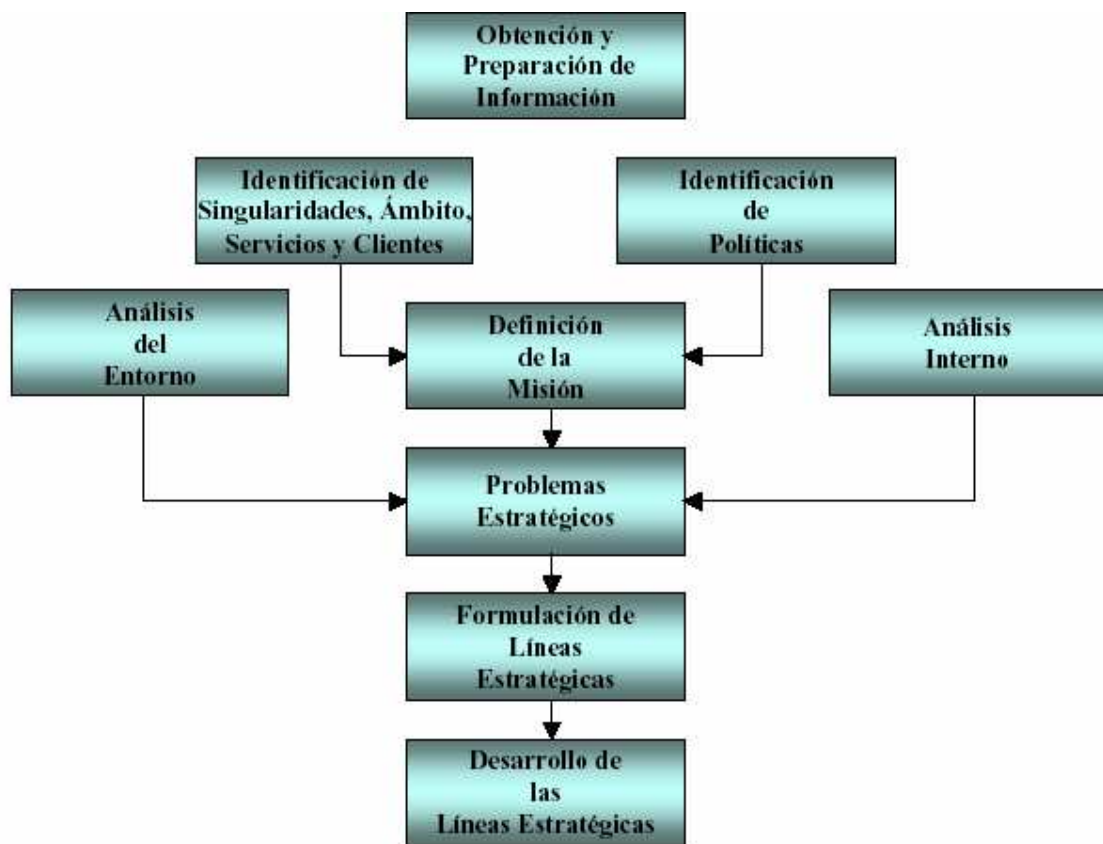 Obtención y
Preparación de
Información
Identificación de
Singularidades, Ámbito,
Servicios y Clientes
Identificación
de
Políticas
Análisis
del
Entorno
Definición
de la
Misión
Análisis
Interno
Problemas
Estratégicos
Formulación de
Líneas
Estratégicas
Desarrollo de
las
Líneas Estratégicas